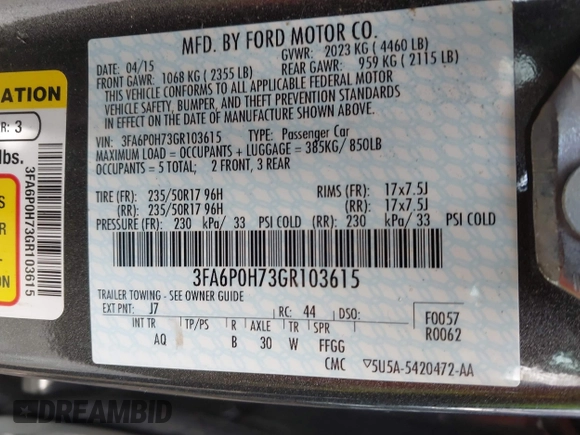 MFD. BY FORD MOTOR CO.
DATE: 04/15 GVWR: 2023 KG ( 4460 LB)
FRONT GAWR: 1068 KG ( 2355 LB) REAR GAWR: 959 KG ( 2115 LB)
THIS VEHICLE CONFORMS TO ALL APPLICABLE FEDERAL MOTOR
VEHICLE SAFETY, BUMPER, AND THEFT PREVENTION STANDARDS
IN EFFECT ON THE DATE OF MANUFACTURE SHOWN ABOVE.
VIN: 3FA6P0H73GR103615 TYPE: Passenger Car
MAXIMUM LOAD = OCCUPANTS + LUGGAGE = 385KG/ 850LB
OCCUPANTS = 5 TOTAL; 2 FRONT, 3 REAR
TIRE (FR): 235/50R17 96H RIMS (FR): 17x7.5J
(RR): 235/50R17 96H (RR): 17x7.5J
PRESSURE (FR): 230 kPa/ 33 PSI COLD (RR): 230 kPa/ 33 PSI COLD
3FA6P0H73GR103615
TRAILER TOWING - SEE OWNER GUIDE
EXT PNT: J7 RC: 44 DSO: F0057
INT TR TP/PS R AXLE TR SPR R0062
AQ B 30 W FFGG
CMC ▽5U5A-5420472-AA
ATION
R: 3
lbs.
3FA6P0H73GR103615
DREAMBID